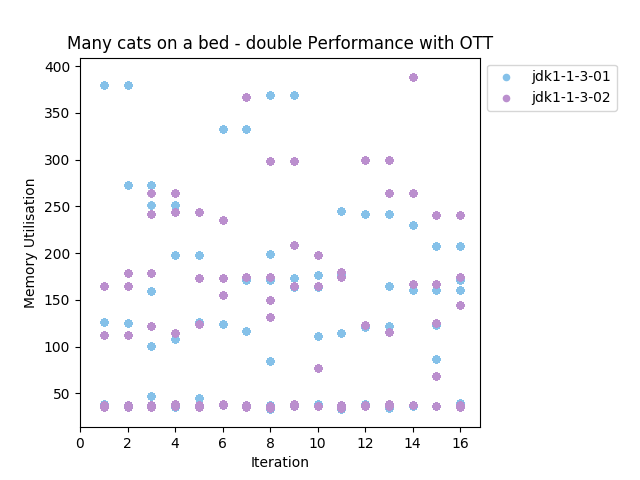 Many cats on a bed - double Performance with OTT
400
350
300
250
200
150
100
50
Memory Utilisation
0 2 4 6 8 10 12 14 16
Iteration
jdk1-1-3-01
jdk1-1-3-02